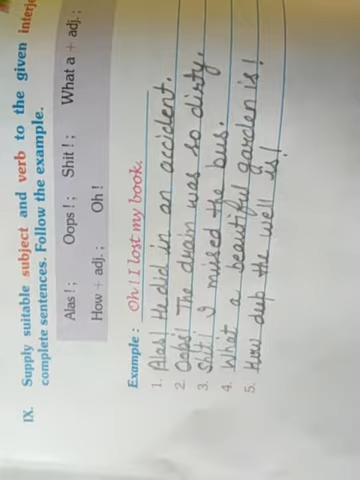 IX. Supply suitable subject and verb to the given interje
complete sentences. Follow the example.
Alas! ; Oops! ; Shit! ; What a + adj. ;
How + adj. ; Oh!
Example : Oh! I lost my book.
1. Alas! He did in an accident.
2. Oops! The drain was so dirty.
3. Shit! I missed the bus.
4. What a beautiful garden is!
5. How deep the well is!